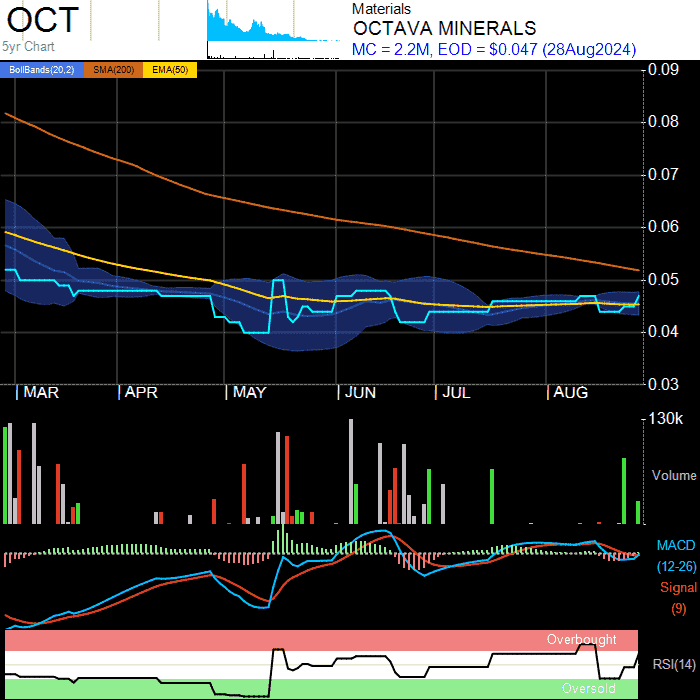 OCT
5yr Chart
Materials
OCTAVA MINERALS
MC = 2.2M, EOD = $0.047 (28Aug2024)
BollBands(20,2) SMA(200) EMA(50)
0.09
0.08
0.07
0.06
0.05
0.04
0.03
MAR APR MAY JUN JUL AUG
130k
Volume
MACD
(12-26)
Signal
(9)
Overbought
RSI(14)
Oversold